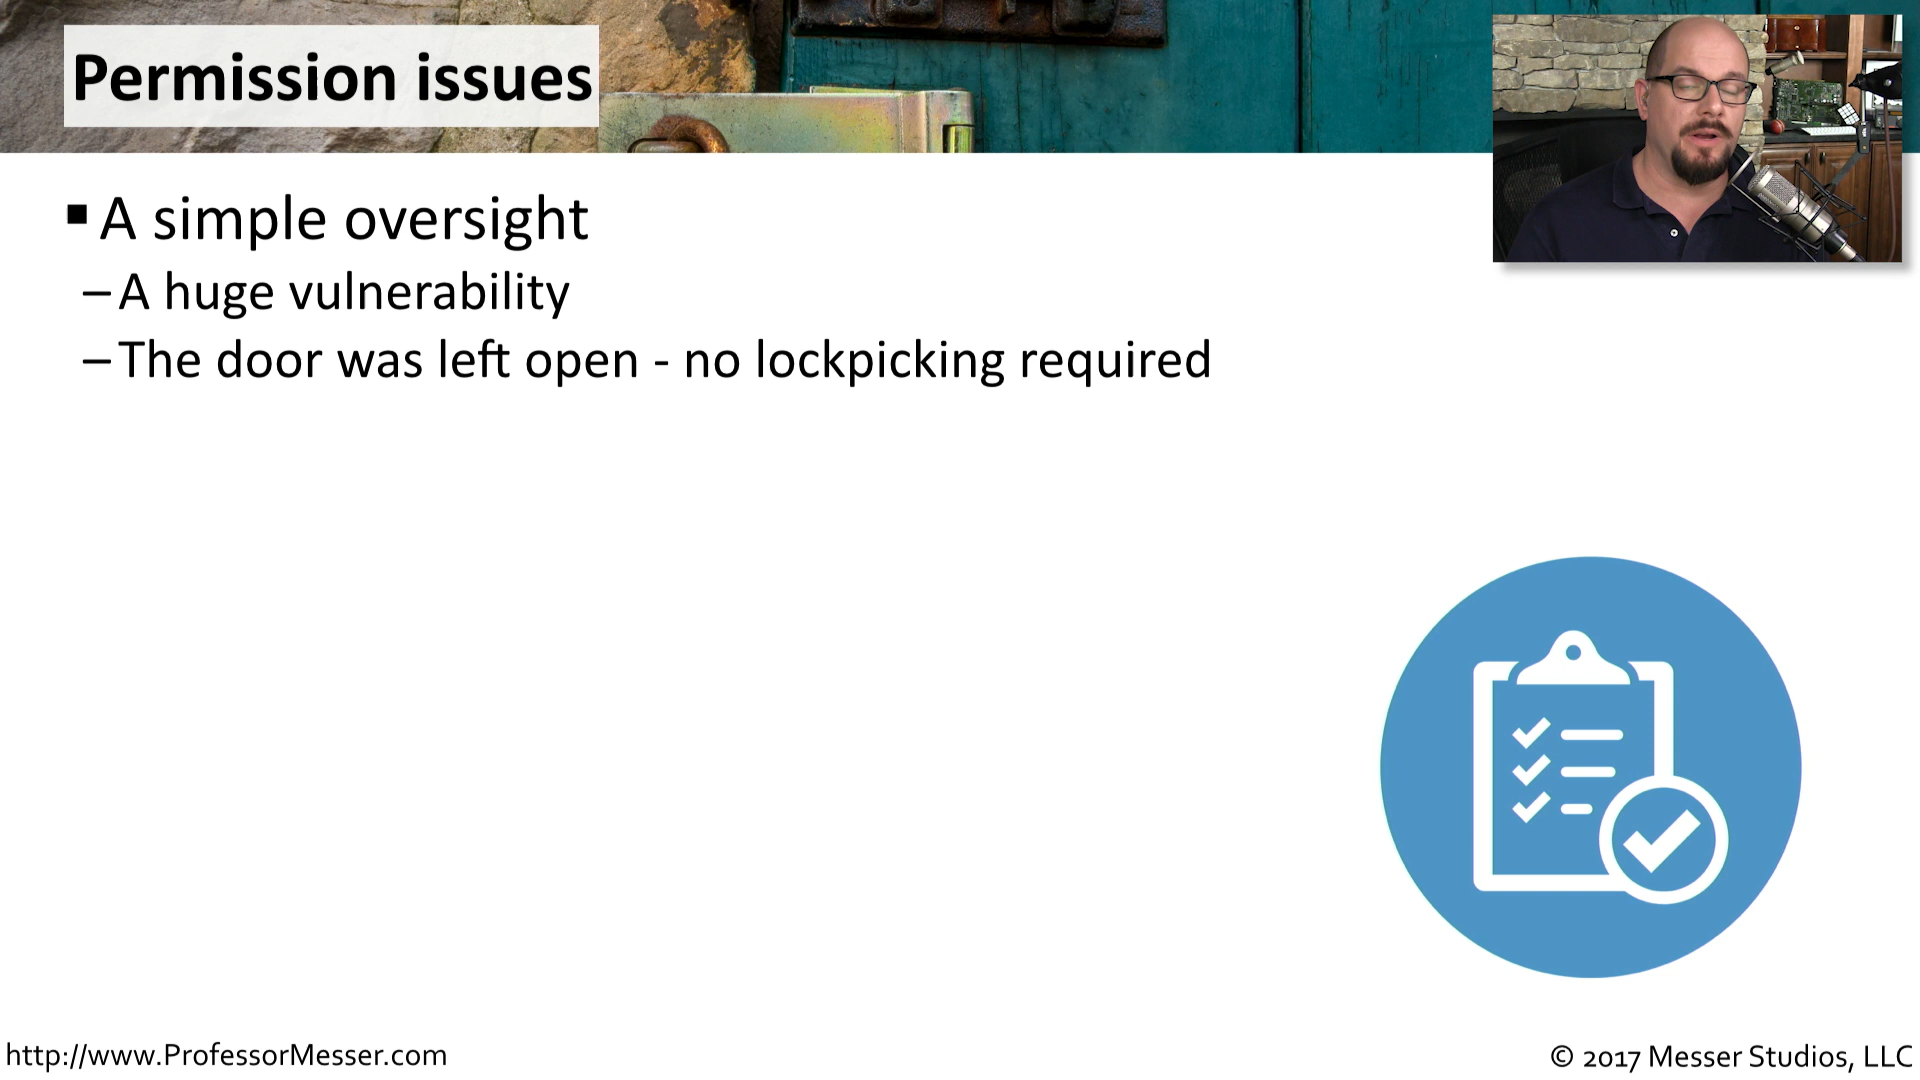 Permission issues
▪ A simple oversight
– A huge vulnerability
– The door was left open - no lockpicking required
http://www.ProfessorMesser.com
© 2017 Messer Studios, LLC